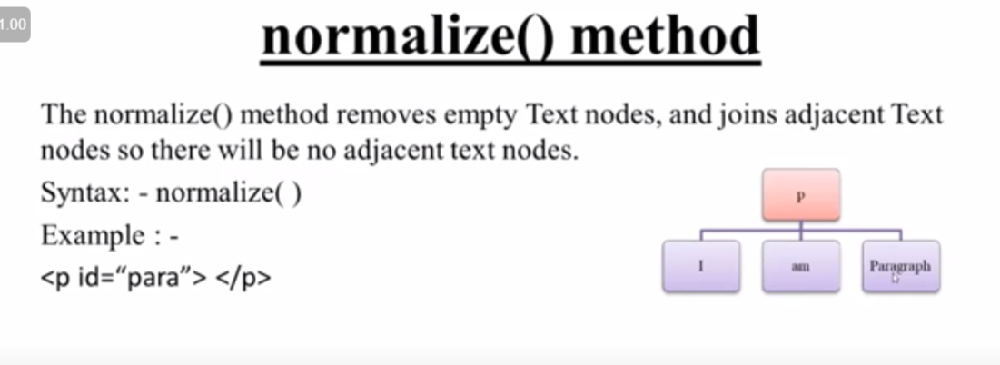 1.00
normalize() method
The normalize() method removes empty Text nodes, and joins adjacent Text
nodes so there will be no adjacent text nodes.
Syntax: - normalize( )
Example : -
<p id=“para”> </p>
p
I
am
Paragraph